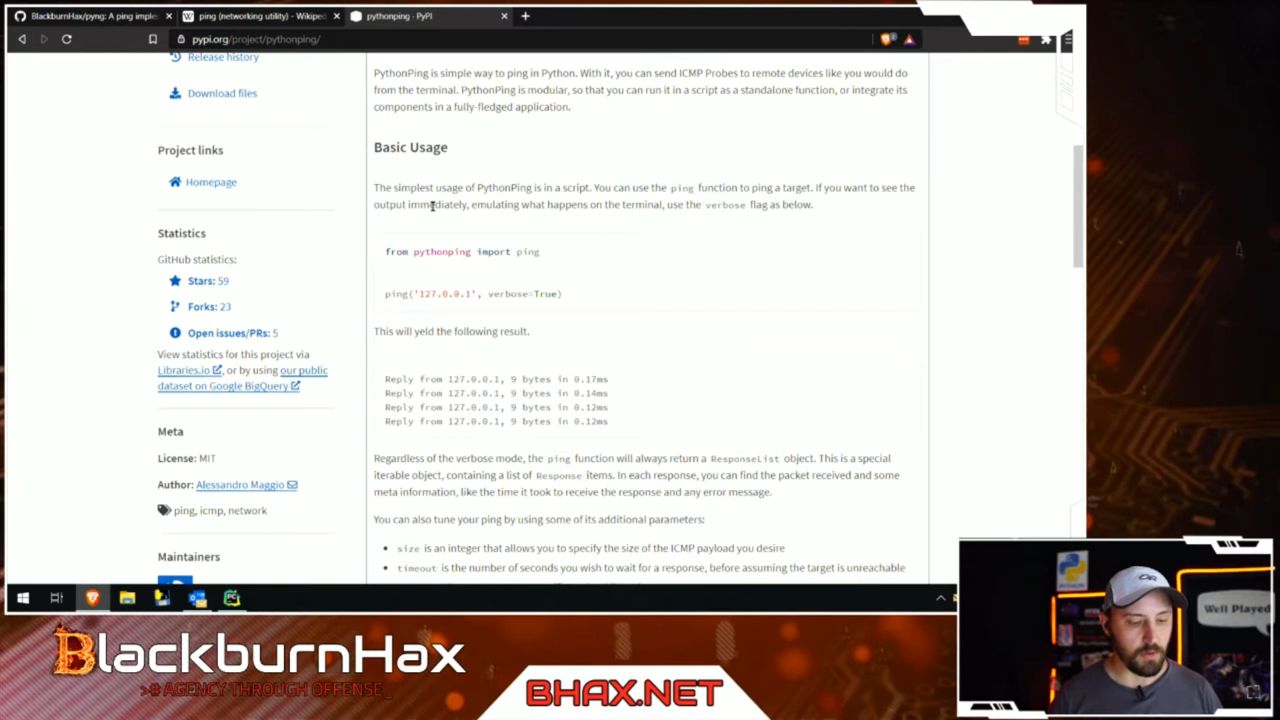 BlackburnHax/pyng: A ping imple
ping (networking utility) - Wikiped
pythonping · PyPI
pypi.org/project/pythonping/
Release history
Download files
Project links
Homepage
Statistics
GitHub statistics:
Stars: 59
Forks: 23
Open issues/PRs: 5
View statistics for this project via
Libraries.io, or by using our public
dataset on Google BigQuery
Meta
License: MIT
Author: Alessandro Maggio
ping, icmp, network
Maintainers
PythonPing is simple way to ping in Python. With it, you can send ICMP Probes to remote devices like you would do
from the terminal. PythonPing is modular, so that you can run it in a script as a standalone function, or integrate its
components in a fully-fledged application.
Basic Usage
The simplest usage of PythonPing is in a script. You can use the ping function to ping a target. If you want to see the
output immediately, emulating what happens on the terminal, use the verbose flag as below.
from pythonping import ping
ping('127.0.0.1', verbose=True)
This will yeld the following result.
Reply from 127.0.0.1, 9 bytes in 0.17ms
Reply from 127.0.0.1, 9 bytes in 0.14ms
Reply from 127.0.0.1, 9 bytes in 0.12ms
Reply from 127.0.0.1, 9 bytes in 0.12ms
Regardless of the verbose mode, the ping function will always return a ResponseList object. This is a special
iterable object, containing a list of Response items. In each response, you can find the packet received and some
meta information, like the time it took to receive the response and any error message.
You can also tune your ping by using some of its additional parameters:
size is an integer that allows you to specify the size of the ICMP payload you desire
timeout is the number of seconds you wish to wait for a response, before assuming the target is unreachable
BlackburnHax
># AGENCY THROUGH OFFENSE_
BHAX.NET
PYTHON
Well Played